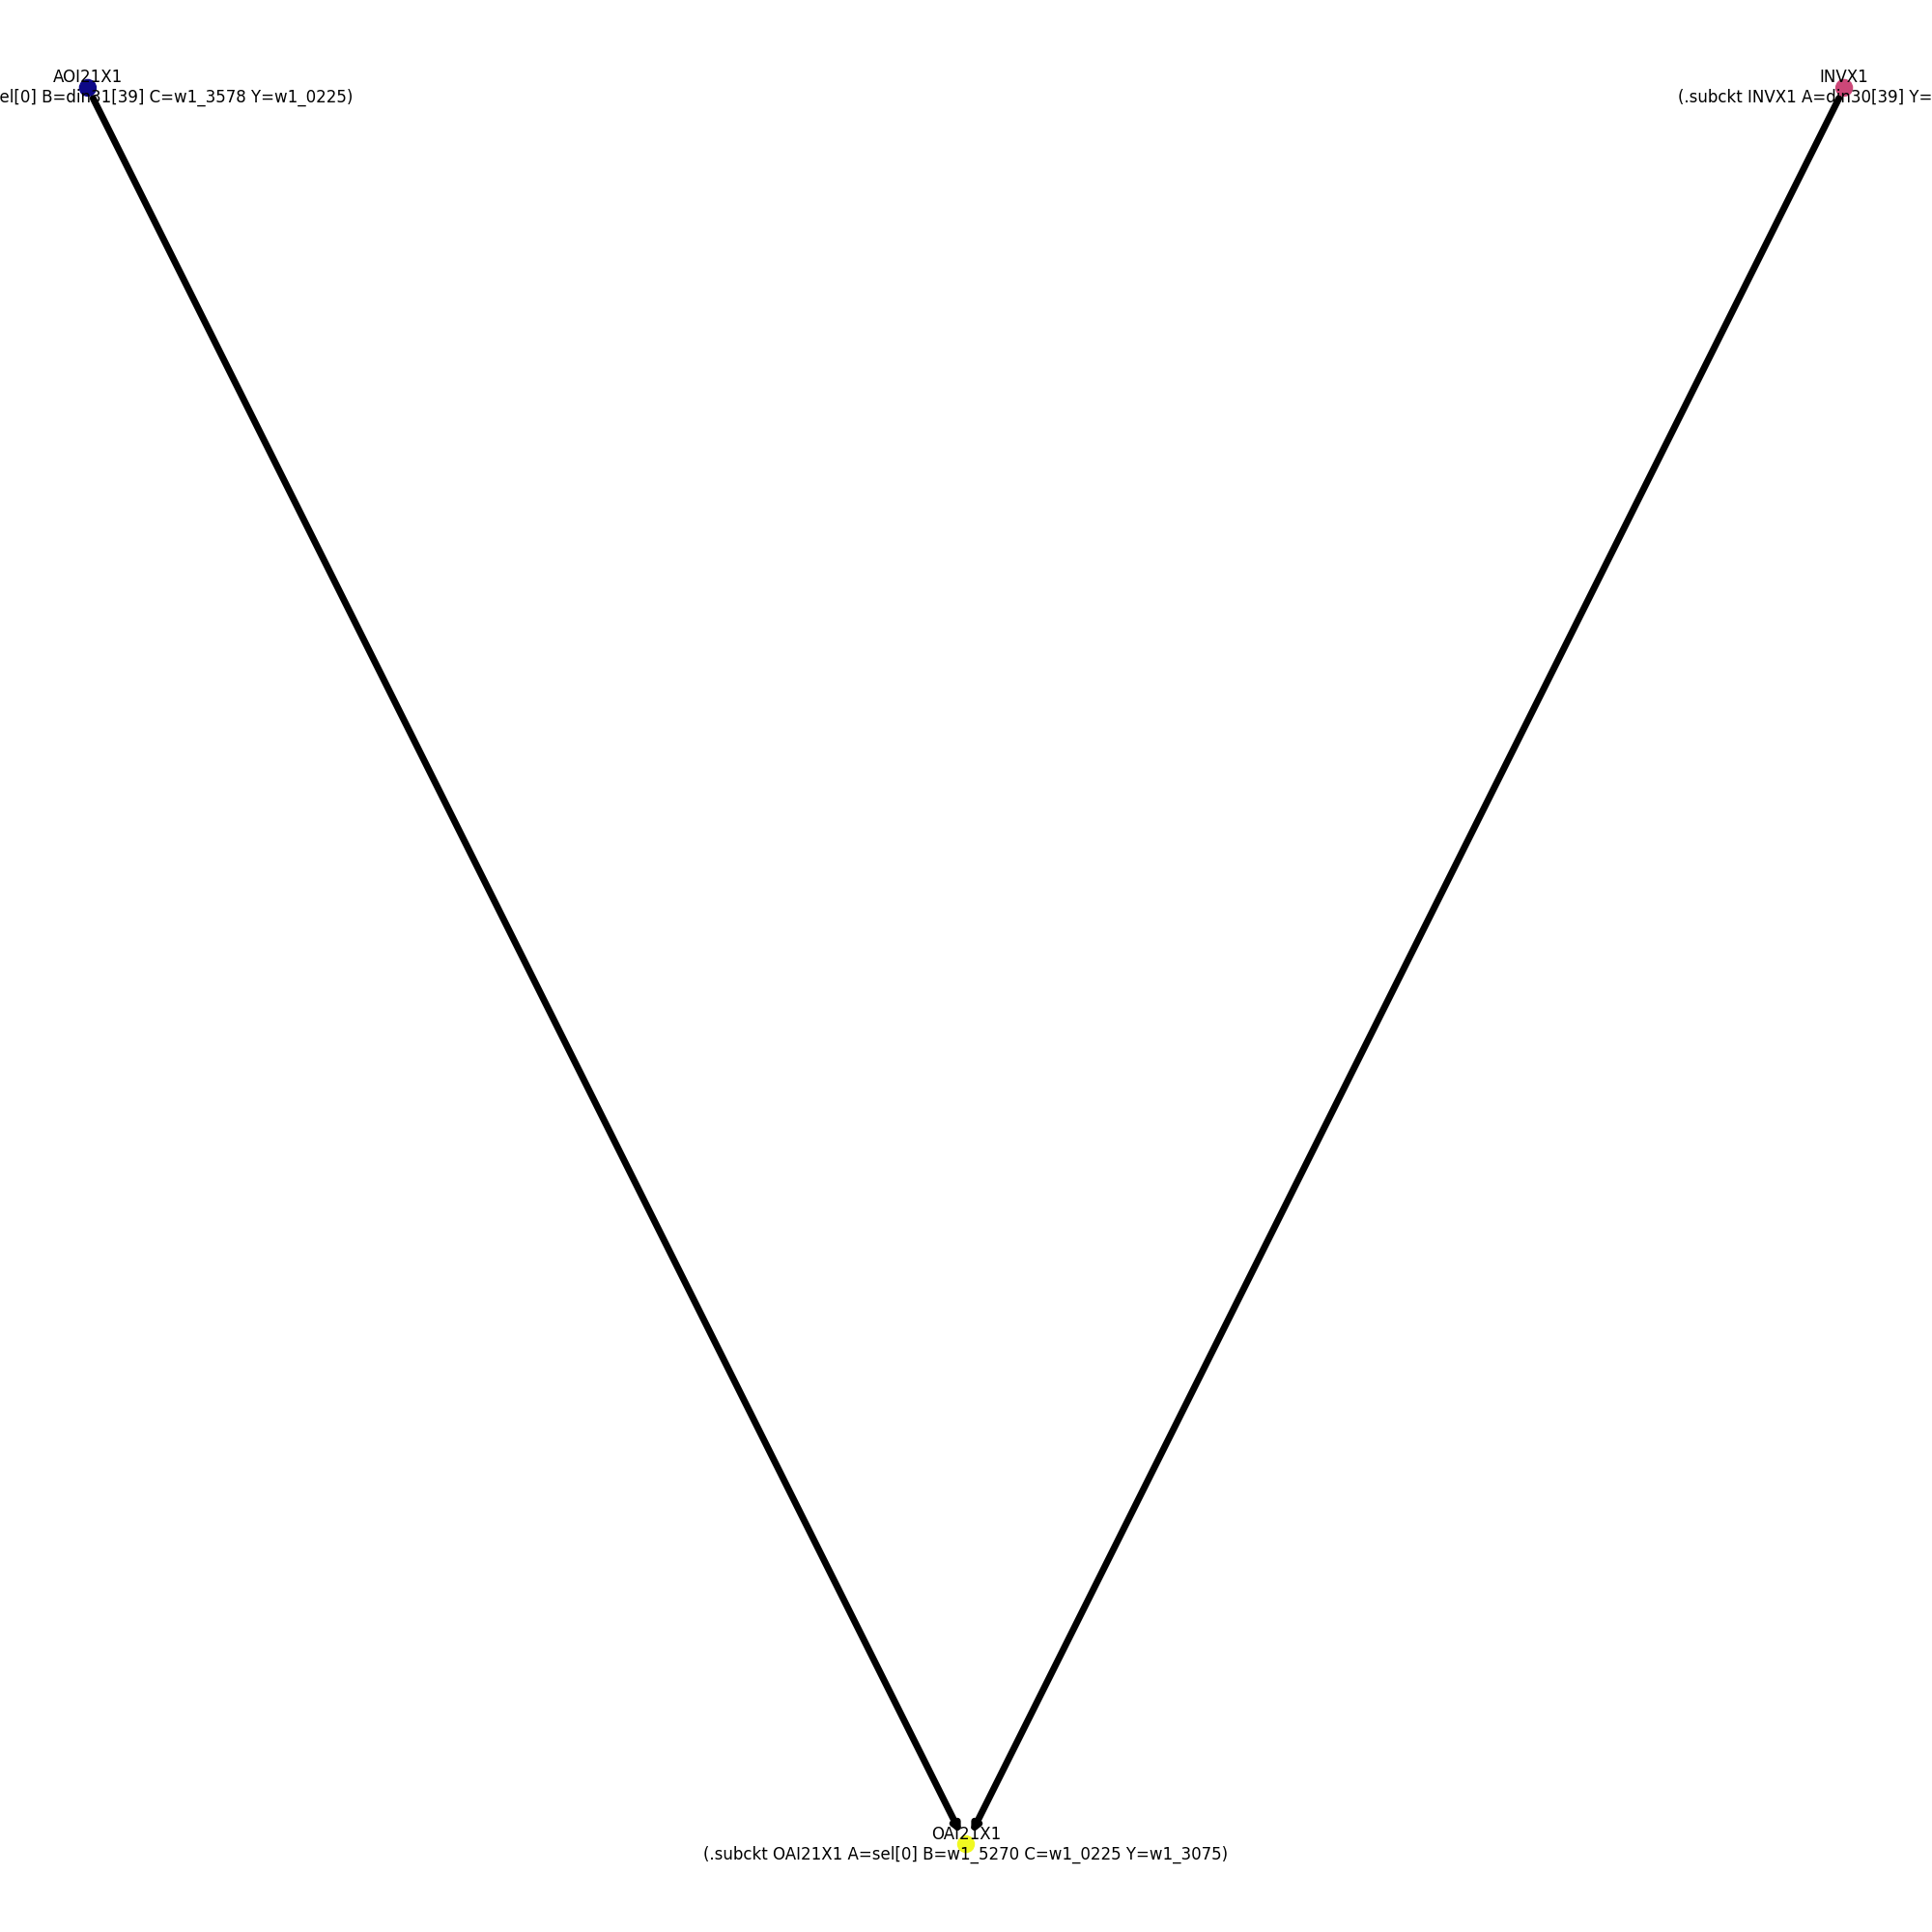 AOI21X1
el[0] B=din31[39] C=w1_3578 Y=w1_0225)
INVX1
(.subckt INVX1 A=din30[39] Y=
OAI21X1
(.subckt OAI21X1 A=sel[0] B=w1_5270 C=w1_0225 Y=w1_3075)